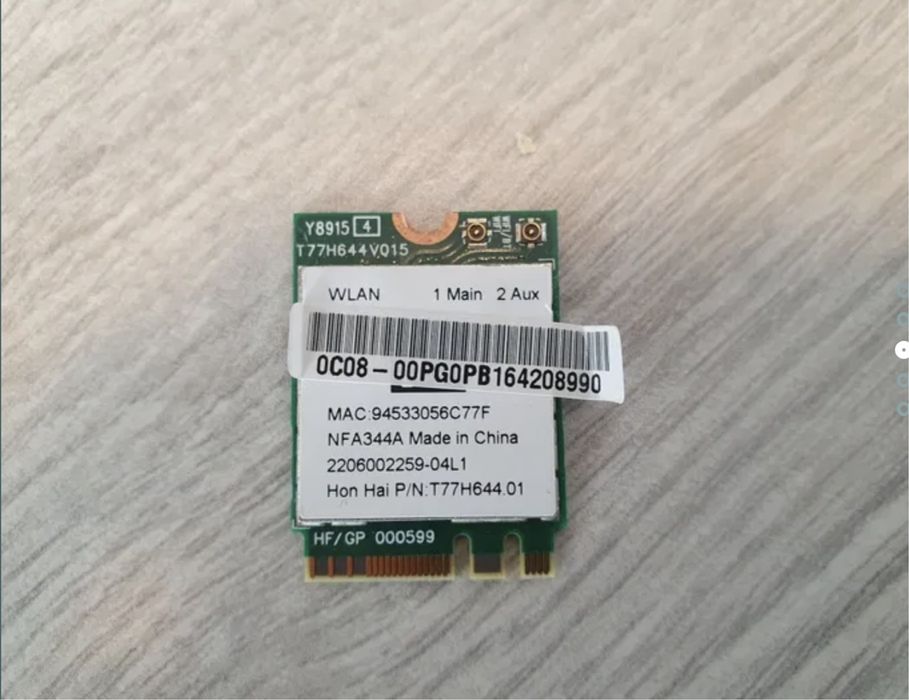 Y8915 4
T77H644V015
WLAN 1 Main 2 Aux
0C08-00PG0PB164208990
MAC:94533056C77F
NFA344A Made in China
2206002259-04L1
Hon Hai P/N:T77H644.01
HF/GP 000599